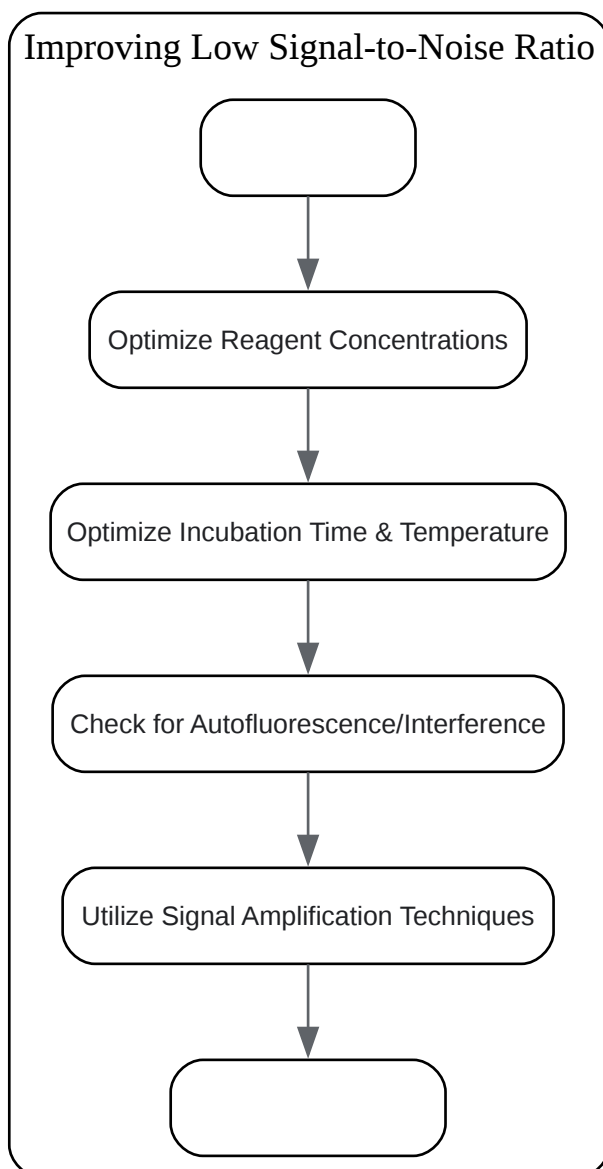 Improving Low Signal-to-Noise Ratio
Optimize Reagent Concentrations
Optimize Incubation Time & Temperature
Check for Autofluorescence/Interference
Utilize Signal Amplification Techniques